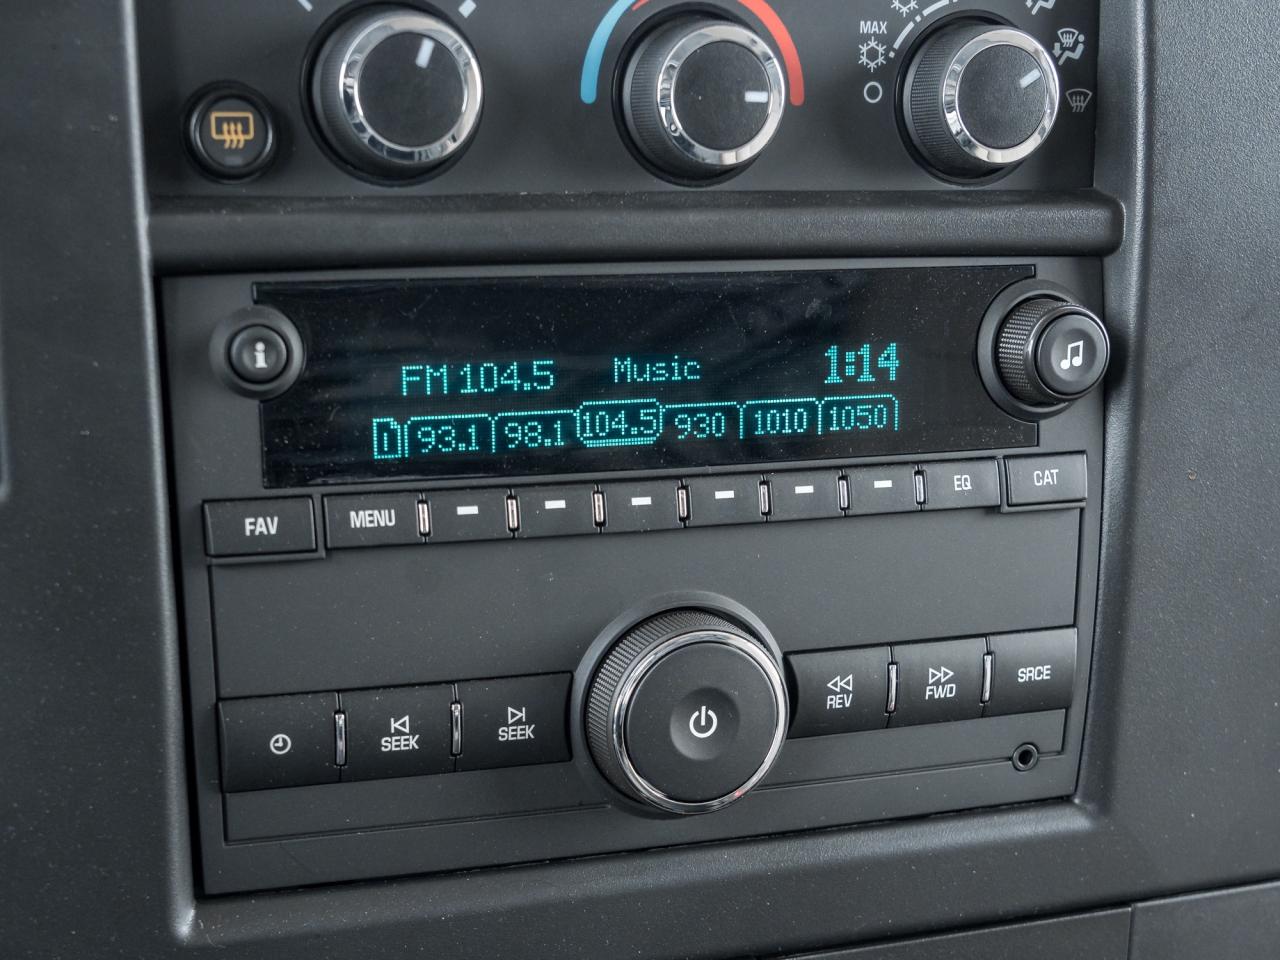 MAX
FM 104.5 Music 1:14
1 93.1 98.1 104.5 930 1010 1050
FAV MENU EQ CAT
SEEK SEEK REV FWD SRCE